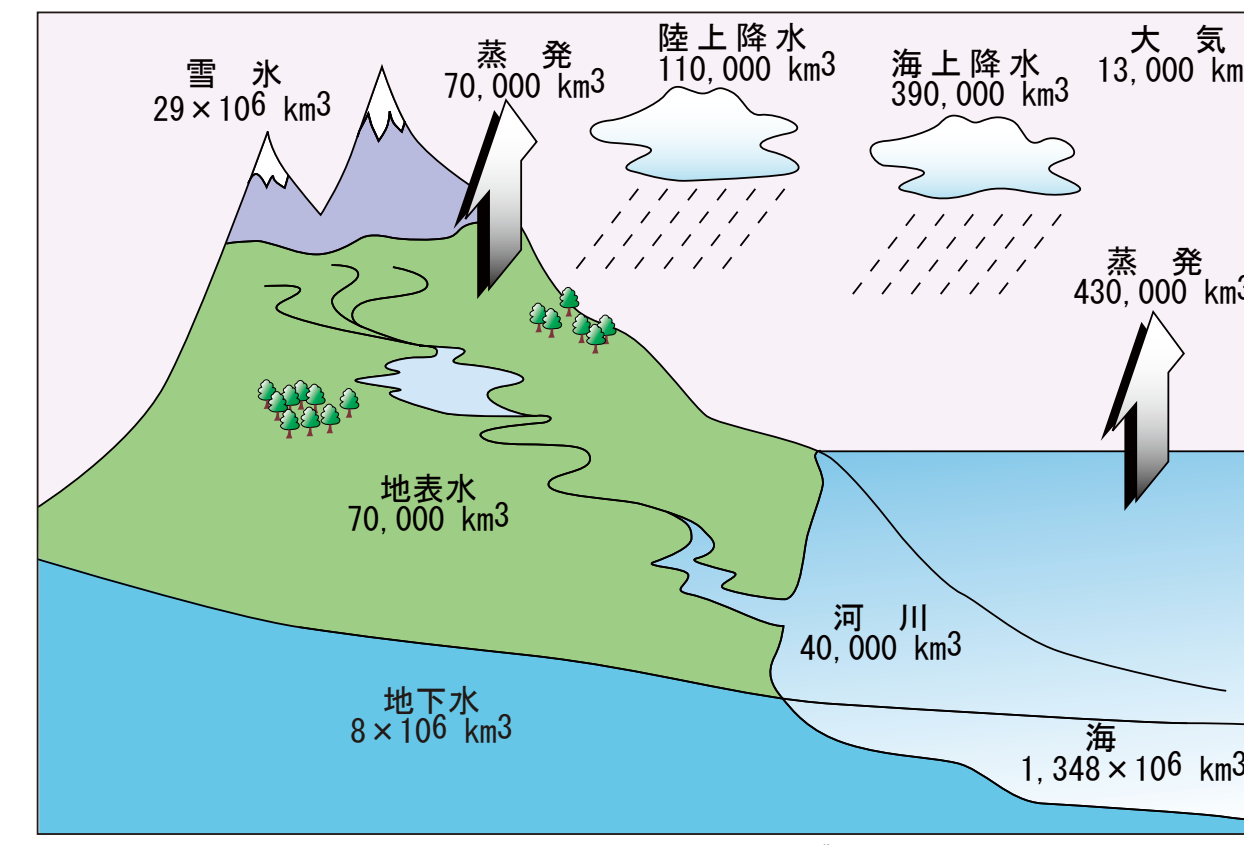 雪　氷
29×10⁶ km³
蒸　発
70,000 km³
陸上降水
110,000 km³
海上降水
390,000 km³
大　気
13,000 km
蒸　発
430,000 km³
地表水
70,000 km³
河　川
40,000 km³
地下水
8×10⁶ km³
海
1,348×10⁶ km³